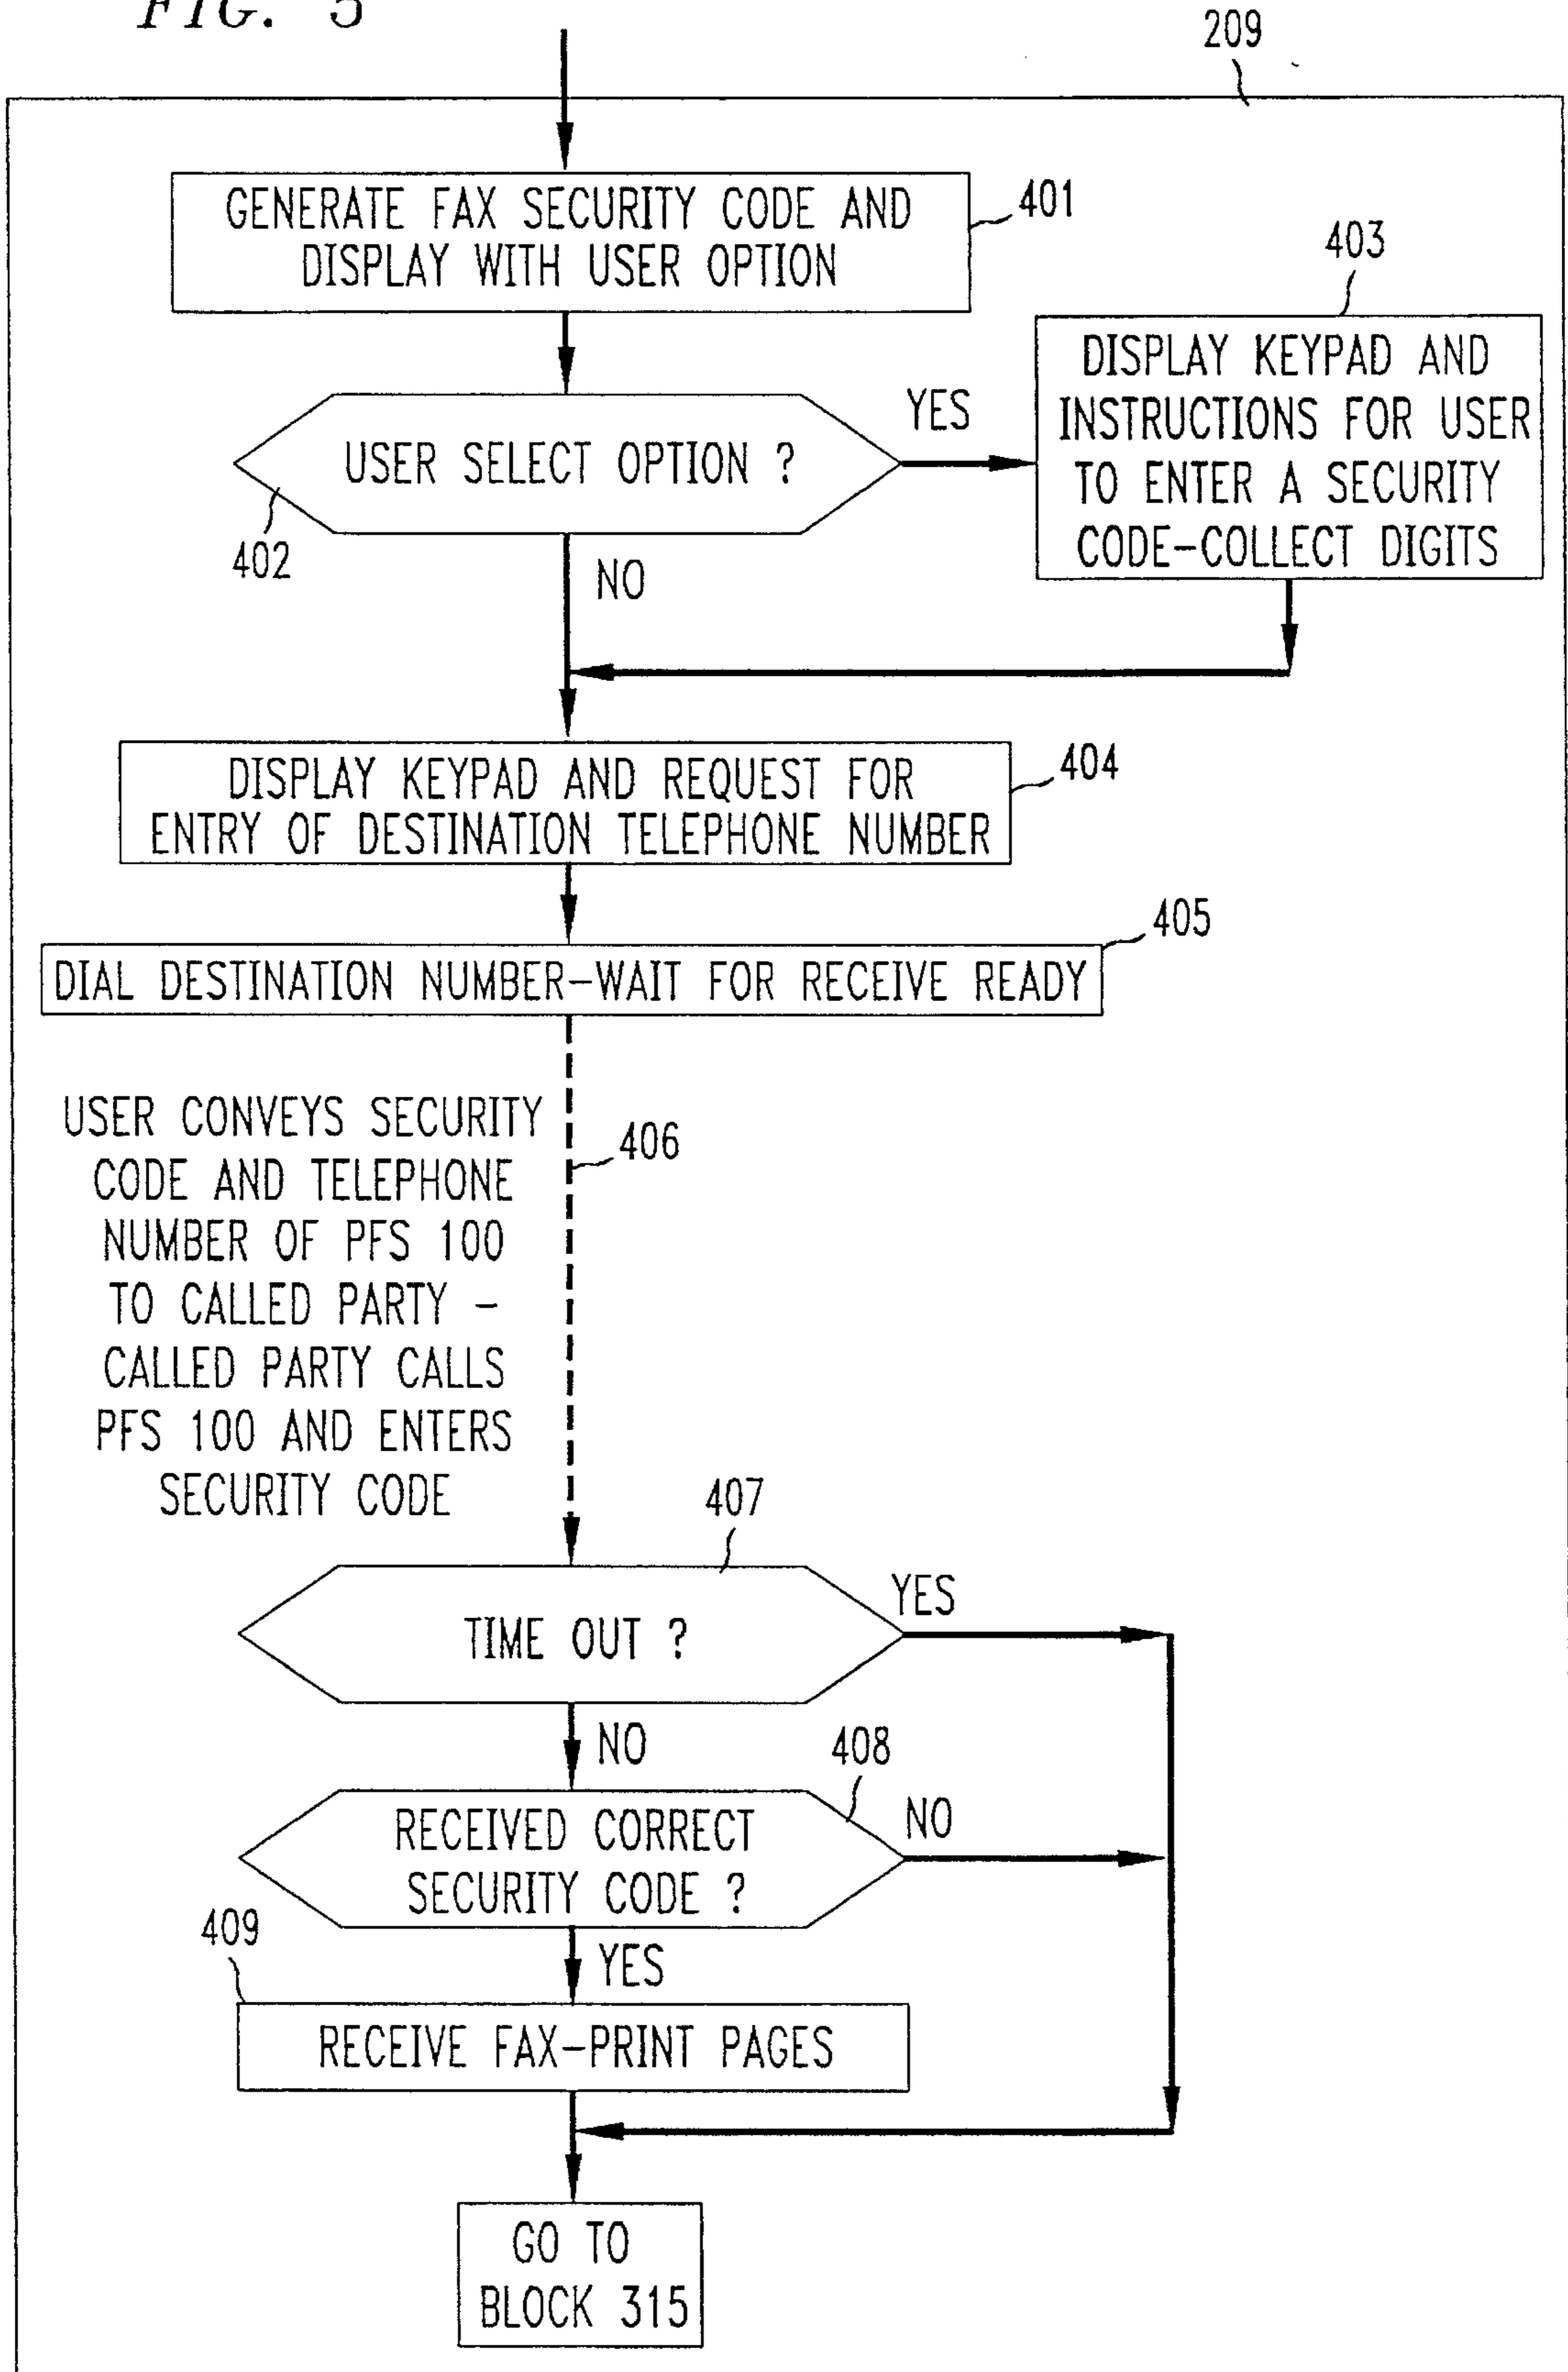 FIG. 5
209
GENERATE FAX SECURITY CODE AND
DISPLAY WITH USER OPTION
401
403
DISPLAY KEYPAD AND
INSTRUCTIONS FOR USER
TO ENTER A SECURITY
CODE-COLLECT DIGITS
USER SELECT OPTION ?
YES
402
NO
DISPLAY KEYPAD AND REQUEST FOR
ENTRY OF DESTINATION TELEPHONE NUMBER
404
405
DIAL DESTINATION NUMBER-WAIT FOR RECEIVE READY
USER CONVEYS SECURITY
CODE AND TELEPHONE
NUMBER OF PFS 100
TO CALLED PARTY -
CALLED PARTY CALLS
PFS 100 AND ENTERS
SECURITY CODE
406
407
TIME OUT ?
YES
NO
408
RECEIVED CORRECT
SECURITY CODE ?
NO
409
YES
RECEIVE FAX-PRINT PAGES
GO TO
BLOCK 315